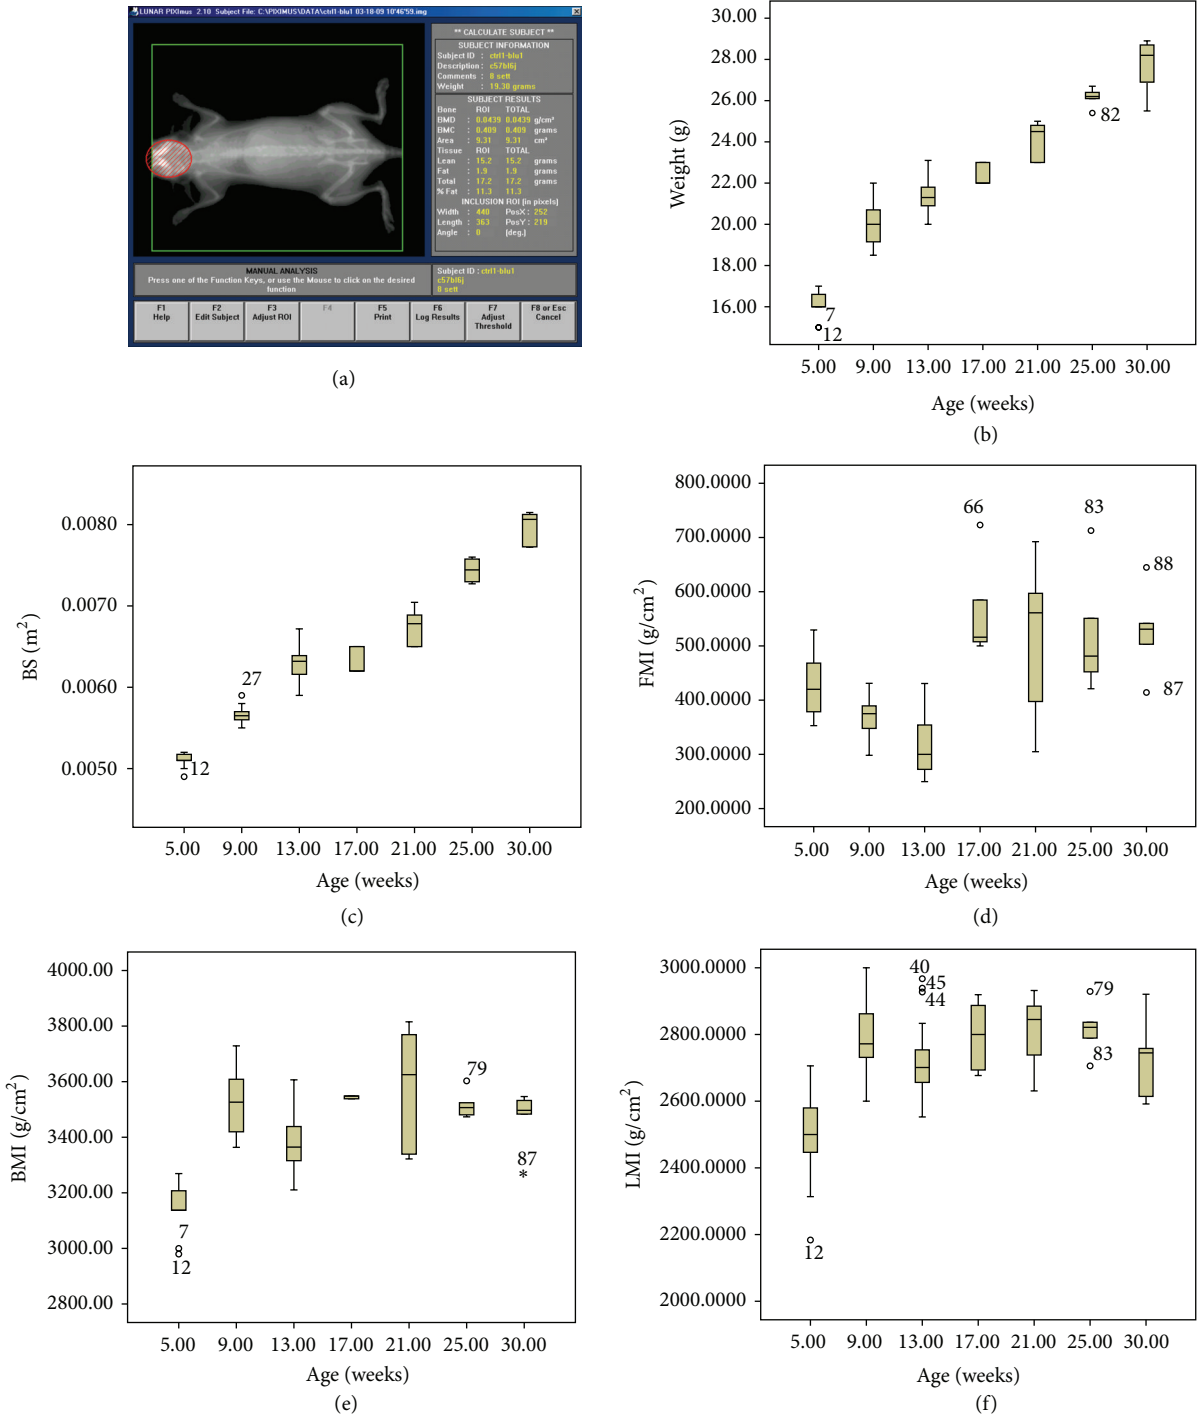 LUNAR PIXImus 2.10 Subject File: C:\PIXIMUS\DATA\ctrl1-blu1 03-18-09 10'46'59.img
** CALCULATE SUBJECT **
SUBJECT INFORMATION
Subject ID : ctrl1-blu1
Description : c57bl6j
Comments : 8 sett
Weight : 19.30 grams
SUBJECT RESULTS
Bone ROI TOTAL
BMD : 0.0439 0.0439 g/cm²
BMC : 0.409 0.409 grams
Area : 9.31 9.31 cm²
Tissue ROI TOTAL
Lean : 15.2 15.2 grams
Fat : 1.9 1.9 grams
Total : 17.2 17.2 grams
% Fat : 11.3 11.3
INCLUSION ROI (in pixels)
Width : 440 PosX : 252
Length : 363 PosY : 219
Angle : 0 (deg.)
MANUAL ANALYSIS
Press one of the Function Keys, or use the Mouse to click on the desired
function
Subject ID : ctrl1-blu1
c57bl6j
8 sett
F1 F2 F3 F4 F5 F6 F7 F8 or Esc
Help Edit Subject Adjust ROI Print Log Results Adjust Cancel
Threshold
(a)
30.00
28.00
26.00
24.00
22.00
20.00
18.00
16.00
Weight (g)
82
7
12
5.00 9.00 13.00 17.00 21.00 25.00 30.00
Age (weeks)
(b)
0.0080
0.0070
0.0060
0.0050
BS (m²)
27
12
5.00 9.00 13.00 17.00 21.00 25.00 30.00
Age (weeks)
(c)
800.0000
700.0000
600.0000
500.0000
400.0000
300.0000
200.0000
FMI (g/cm²)
66
83
88
87
5.00 9.00 13.00 17.00 21.00 25.00 30.00
Age (weeks)
(d)
4000.00
3800.00
3600.00
3400.00
3200.00
3000.00
2800.00
BMI (g/cm²)
79
87
*
7
12
5.00 9.00 13.00 17.00 21.00 25.00 30.00
Age (weeks)
(e)
3000.0000
2800.0000
2600.0000
2400.0000
2200.0000
2000.0000
LMI (g/cm²)
40
45
44
79
83
12
5.00 9.00 13.00 17.00 21.00 25.00 30.00
Age (weeks)
(f)